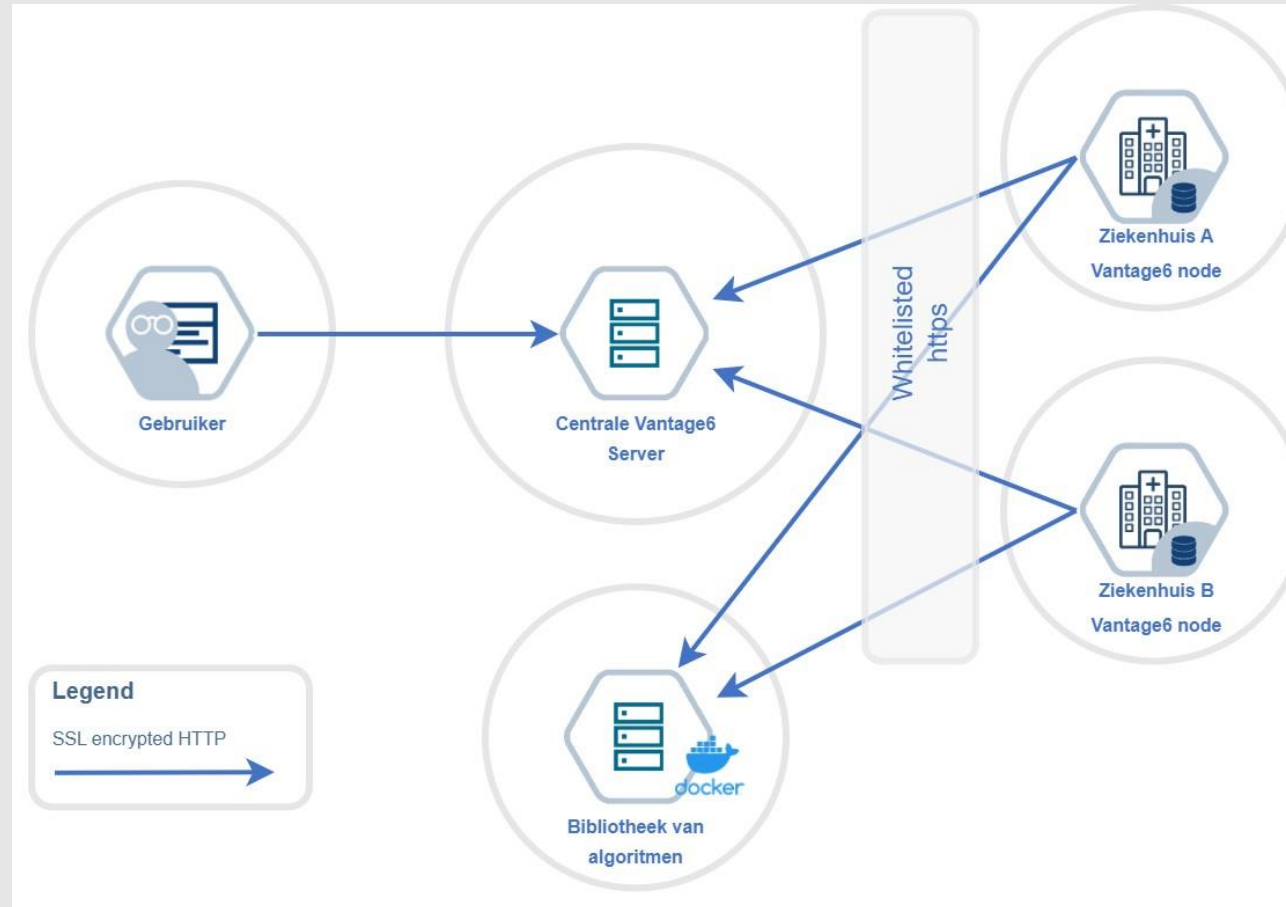 Ziekenhuis A
Vantage6 node
Whitelisted
https
Gebruiker
Centrale Vantage6
Server
Ziekenhuis B
Vantage6 node
Legend
SSL encrypted HTTP
docker
Bibliotheek van
algoritmen